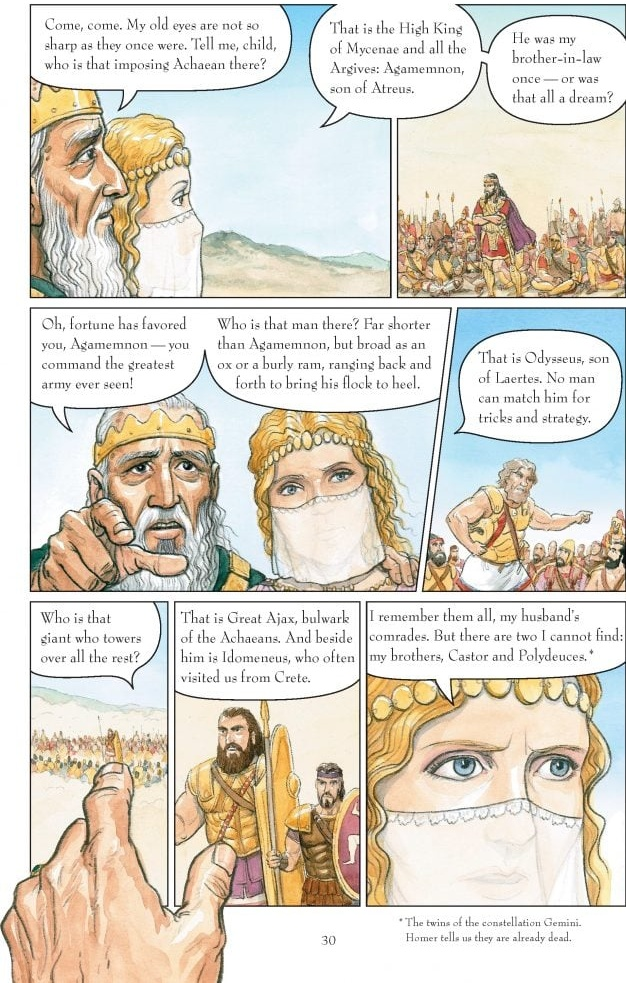 Come, come. My old eyes are not so
sharp as they once were. Tell me, child,
who is that imposing Achaean there?
That is the High King
of Mycenae and all the
Argives: Agamemnon,
son of Atreus.
He was my
brother-in-law
once — or was
that all a dream?
Oh, fortune has favored
you, Agamemnon — you
command the greatest
army ever seen!
Who is that man there? Far shorter
than Agamemnon, but broad as an
ox or a burly ram, ranging back and
forth to bring his flock to heel.
That is Odysseus, son
of Laertes. No man
can match him for
tricks and strategy.
Who is that
giant who towers
over all the rest?
That is Great Ajax, bulwark
of the Achaeans. And beside
him is Idomeneus, who often
visited us from Crete.
I remember them all, my husband's
comrades. But there are two I cannot find:
my brothers, Castor and Polydeuces.*
* The twins of the constellation Gemini.
Homer tells us they are already dead.
30